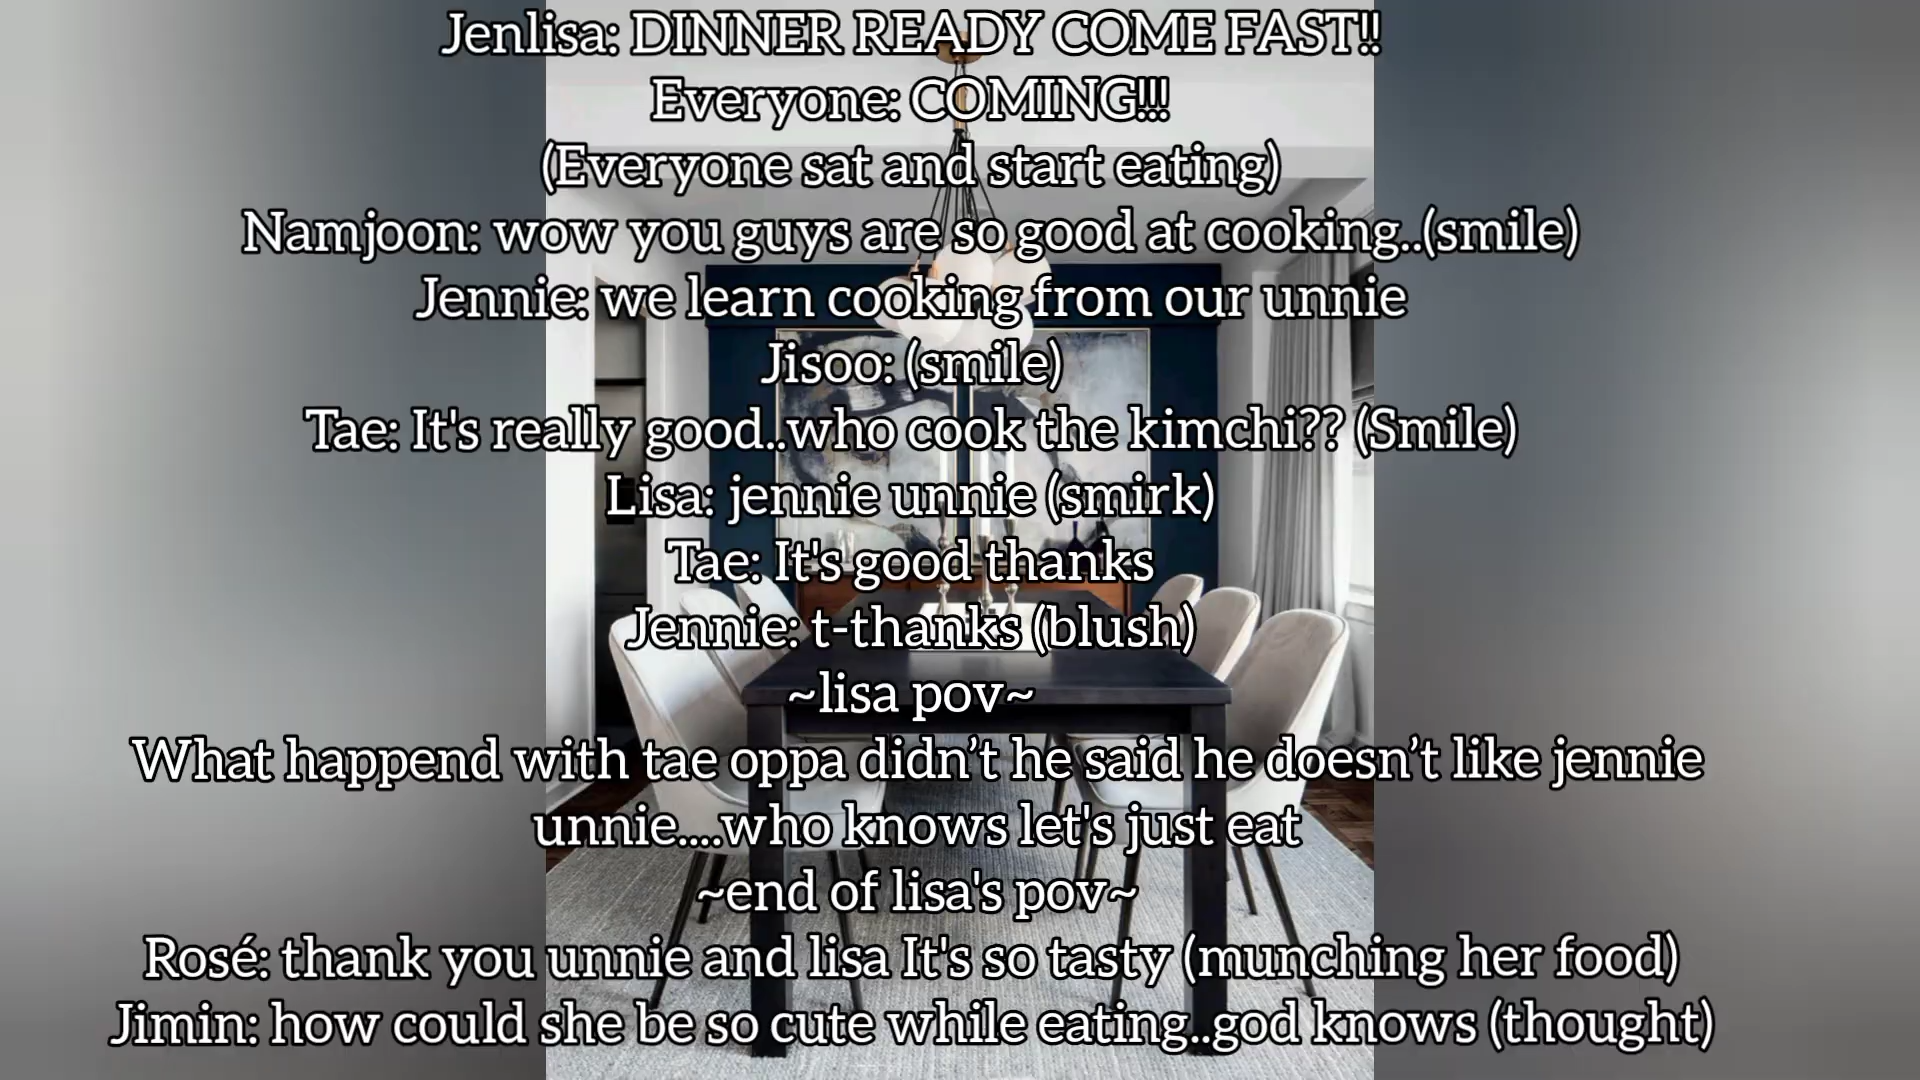 Jenlisa: DINNER READY COME FAST!!
Everyone: COMING!!!
(Everyone sat and start eating)
Namjoon: wow you guys are so good at cooking..(smile)
Jennie: we learn cooking from our unnie
Jisoo: (smile)
Tae: It's really good..who cook the kimchi?? (Smile)
Lisa: jennie unnie (smirk)
Tae: It's good thanks
Jennie: t-thanks (blush)
~lisa pov~
What happend with tae oppa didn’t he said he doesn’t like jennie
unnie....who knows let's just eat
~end of lisa's pov~
Rosé: thank you unnie and lisa It's so tasty (munching her food)
Jimin: how could she be so cute while eating..god knows (thought)